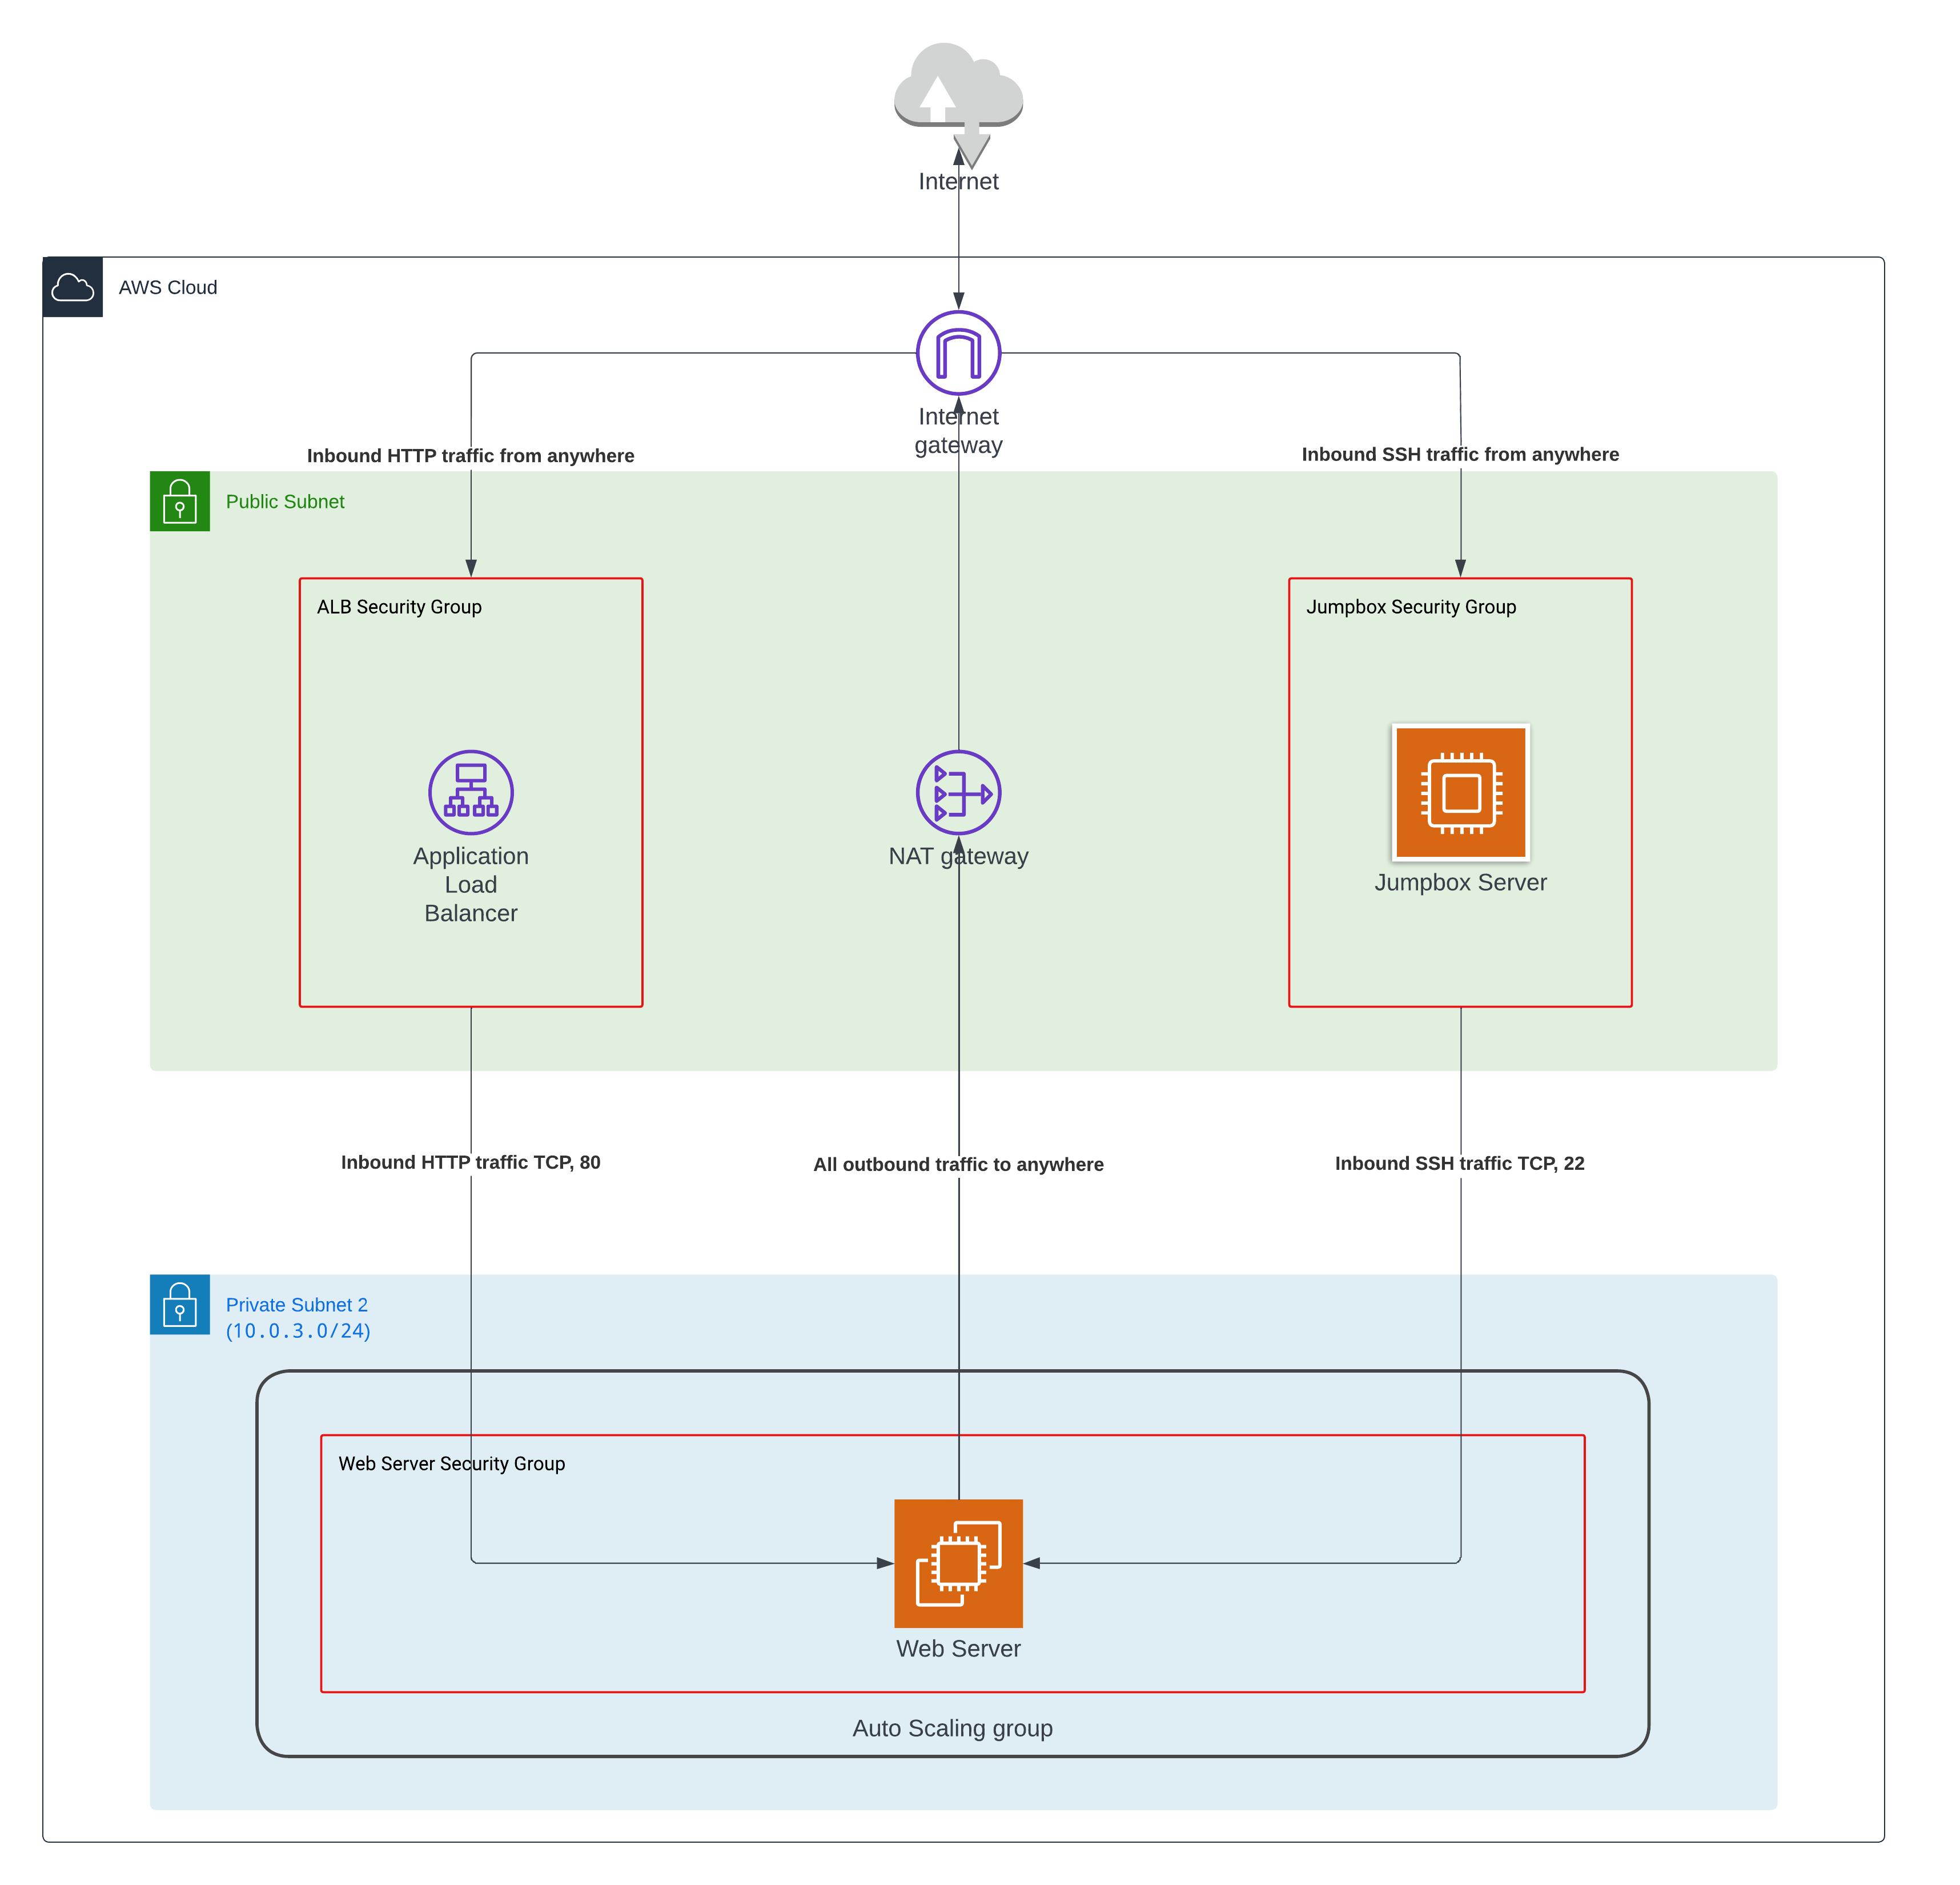 Internet
AWS Cloud
Internet
gateway
Inbound HTTP traffic from anywhere
Inbound SSH traffic from anywhere
Public Subnet
ALB Security Group
Jumpbox Security Group
Application
Load
Balancer
NAT gateway
Jumpbox Server
Inbound HTTP traffic TCP, 80
All outbound traffic to anywhere
Inbound SSH traffic TCP, 22
Private Subnet 2
(10.0.3.0/24)
Web Server Security Group
Web Server
Auto Scaling group